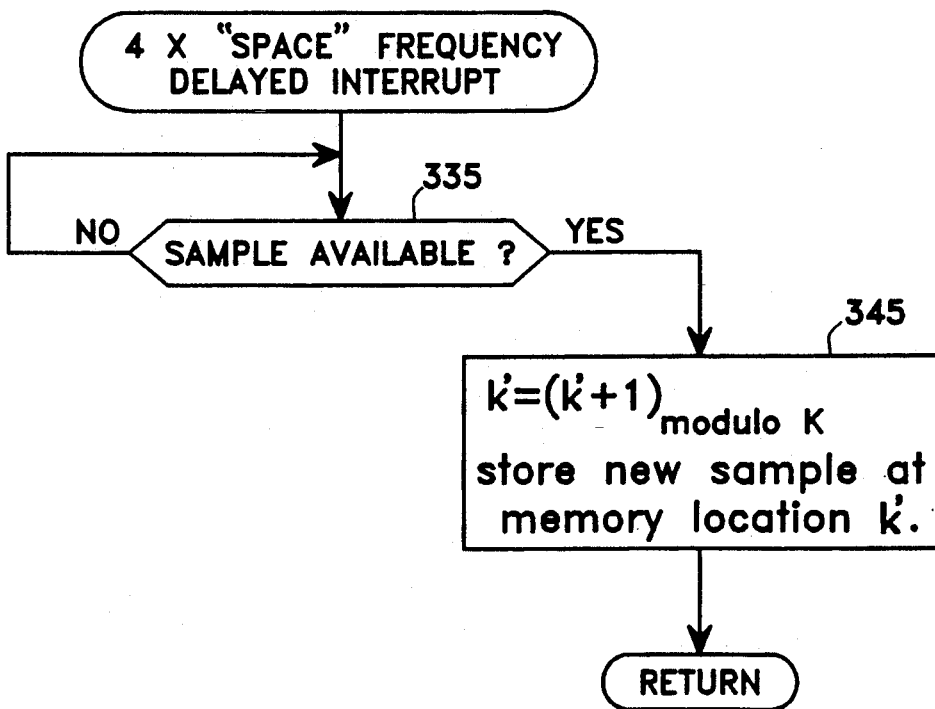 4 X "SPACE" FREQUENCY
DELAYED INTERRUPT
335
NO
SAMPLE AVAILABLE ?
YES
345
k'=(k'+1)modulo K
store new sample at
memory location k'.
RETURN